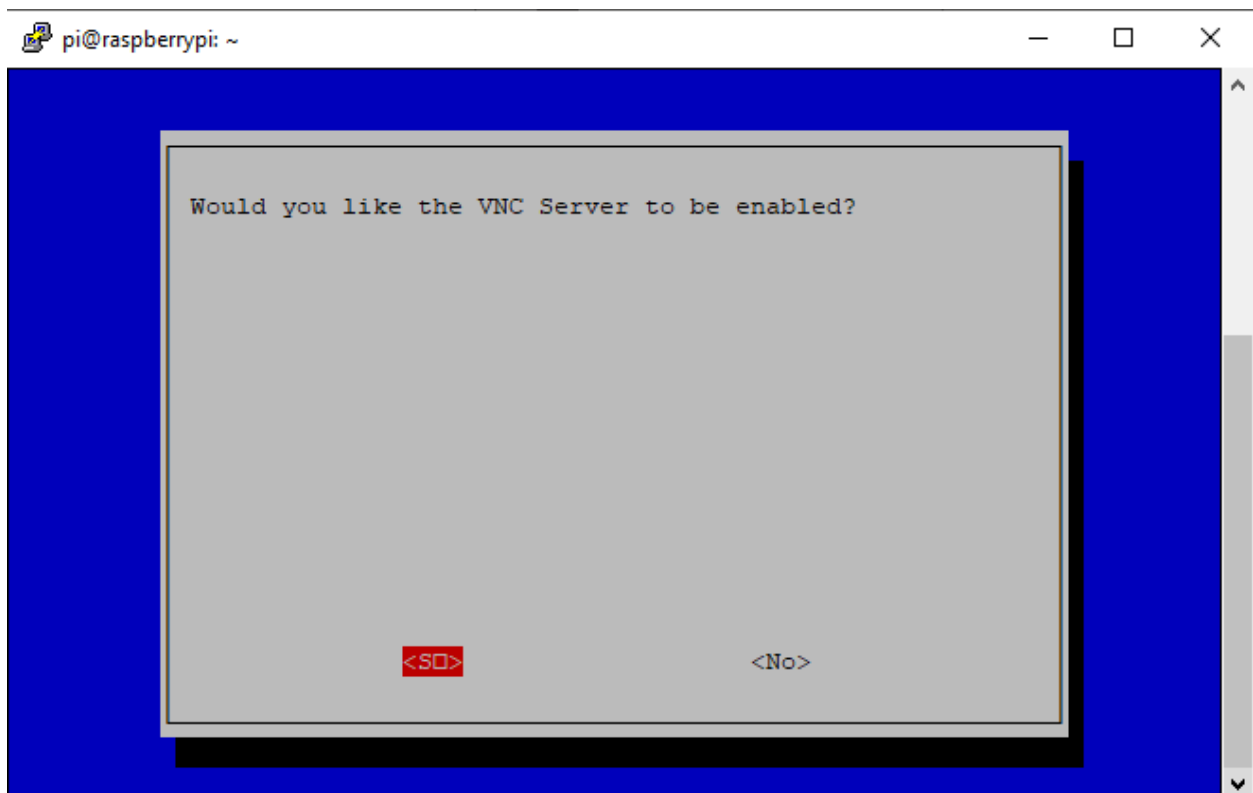 pi@raspberrypi: ~
Would you like the VNC Server to be enabled?
<S□> <No>